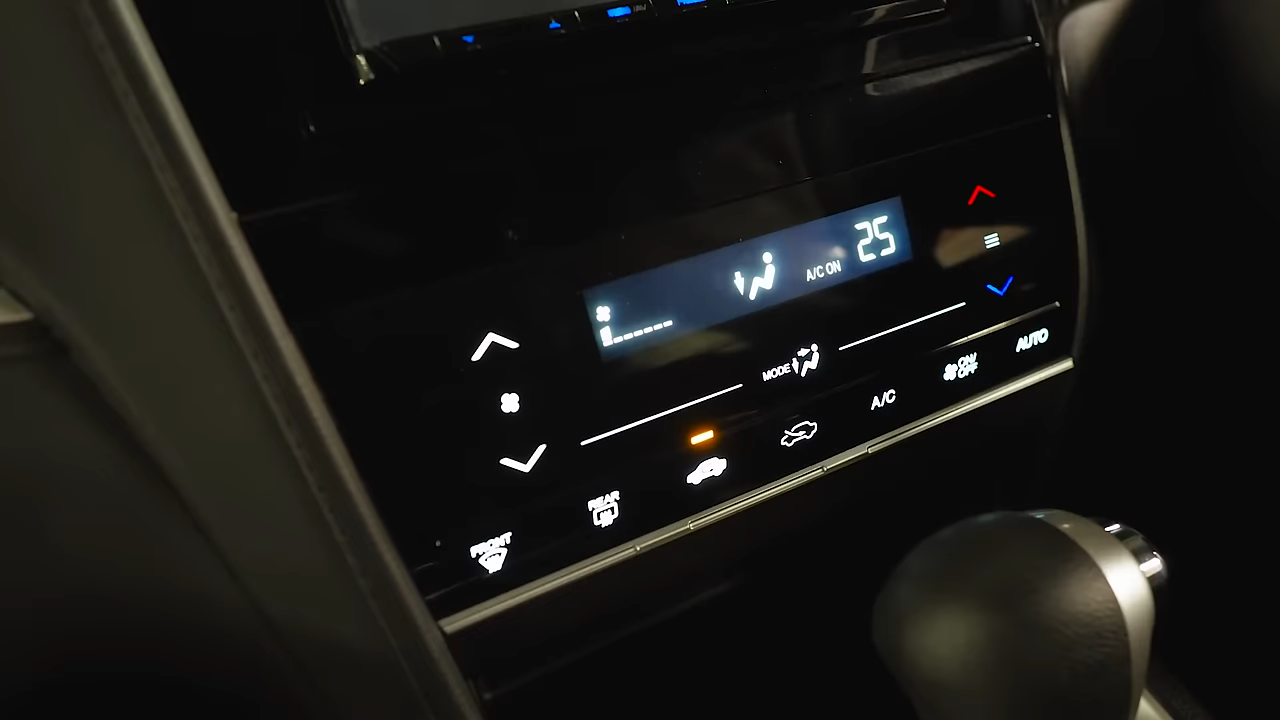 25
A/C ON
MODE
ON/
OFF
AUTO
A/C
REAR
FRONT